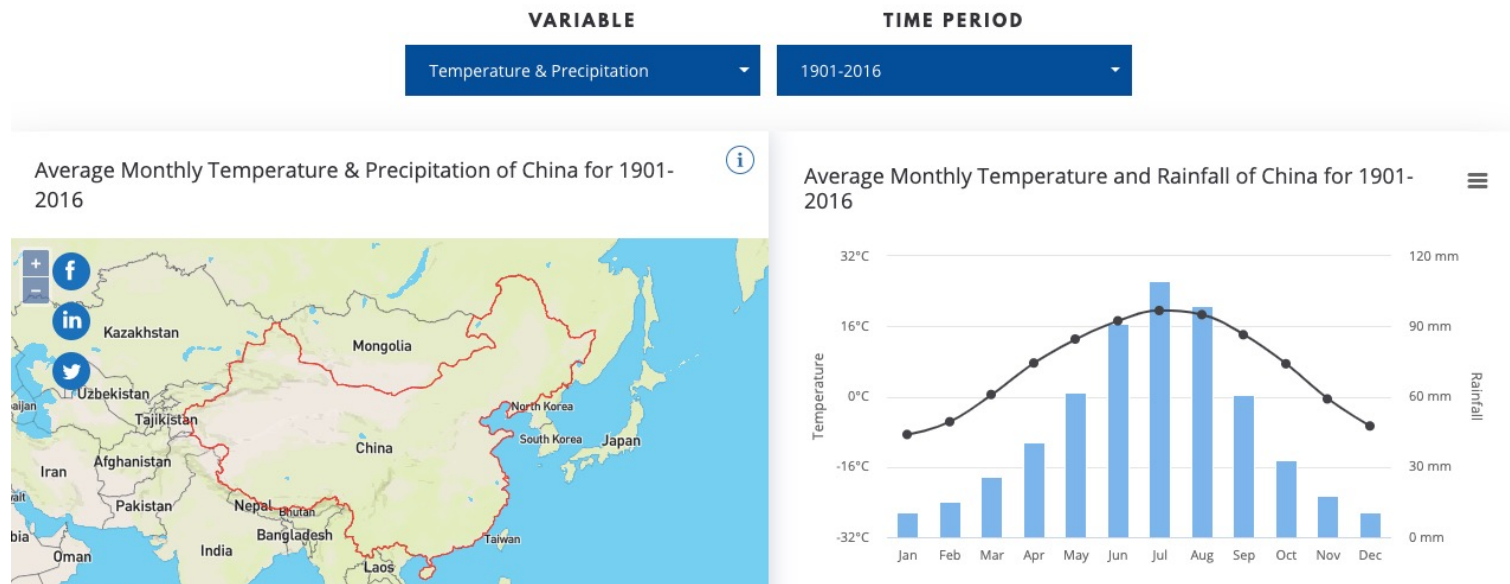 VARIABLE
TIME PERIOD
Temperature & Precipitation
1901-2016
Average Monthly Temperature & Precipitation of China for 1901-
2016
i
+
−
f
in
Kazakhstan
Mongolia
Uzbekistan
aijan
Tajikistan
North Korea
South Korea
Japan
China
Afghanistan
Iran
Pakistan
Nepal
Bhutan
Bangladesh
Taiwan
India
Oman
Laos
Average Monthly Temperature and Rainfall of China for 1901-
2016
32°C
16°C
0°C
-16°C
-32°C
Temperature
120 mm
90 mm
60 mm
30 mm
0 mm
Rainfall
Jan Feb Mar Apr May Jun Jul Aug Sep Oct Nov Dec